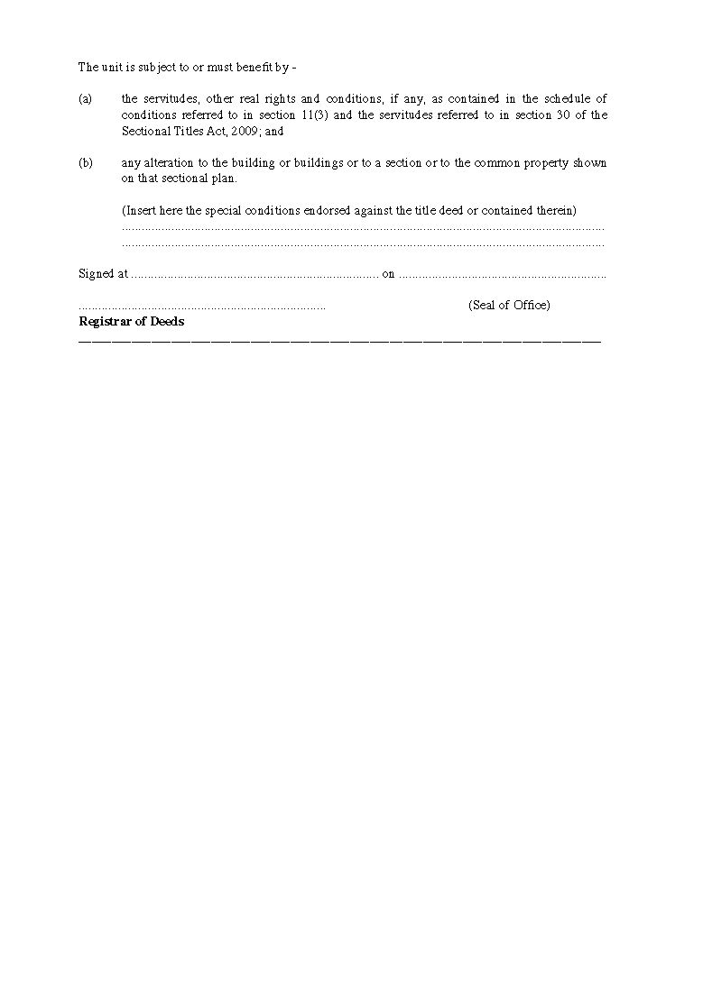 The unit is subject to or must benefit by -
(a) the servitudes, other real rights and conditions, if any, as contained in the schedule of
conditions referred to in section 11(3) and the servitudes referred to in section 30 of the
Sectional Titles Act, 2009; and
(b) any alteration to the building or buildings or to a section or to the common property shown
on that sectional plan.
(Insert here the special conditions endorsed against the title deed or contained therein)
....................................................................................................................................................
....................................................................................................................................................
Signed at ........................................................................... on ...............................................................
........................................................................... (Seal of Office)
Registrar of Deeds
_______________________________________________________________________________